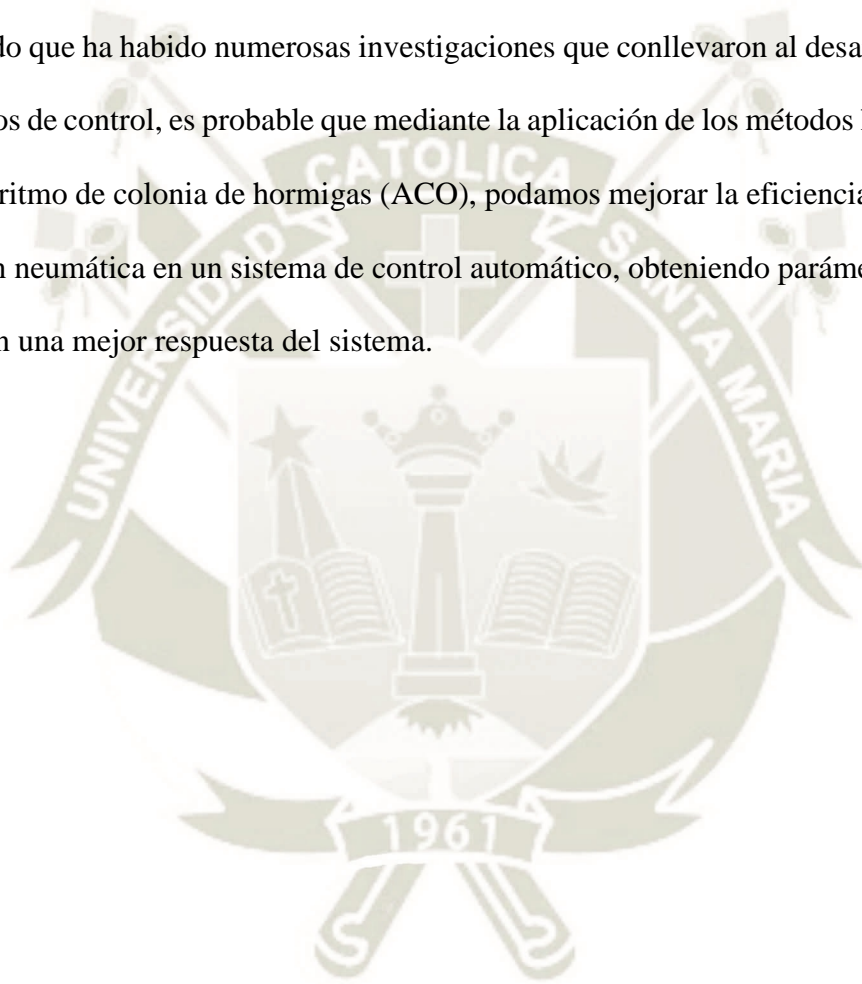 do que ha habido numerosas investigaciones que conllevaron al desa
os de control, es probable que mediante la aplicación de los métodos
ritmo de colonia de hormigas (ACO), podamos mejorar la eficiencia
n neumática en un sistema de control automático, obteniendo paráme
n una mejor respuesta del sistema.
UNIVERSIDAD CATOLICA SANTA MARIA
1961